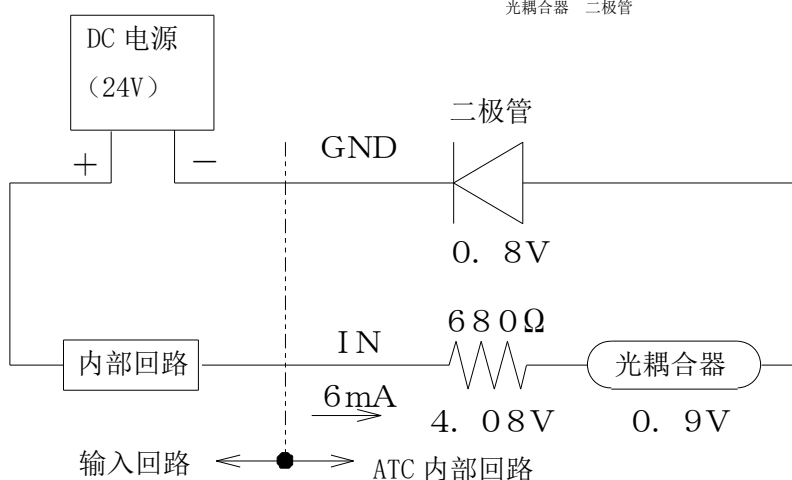 光耦合器 二极管
DC 电源
（24V）
二极管
+
−
GND
0. 8V
680Ω
IN
内部回路
光耦合器
6mA
4. 08V
0. 9V
输入回路
ATC 内部回路